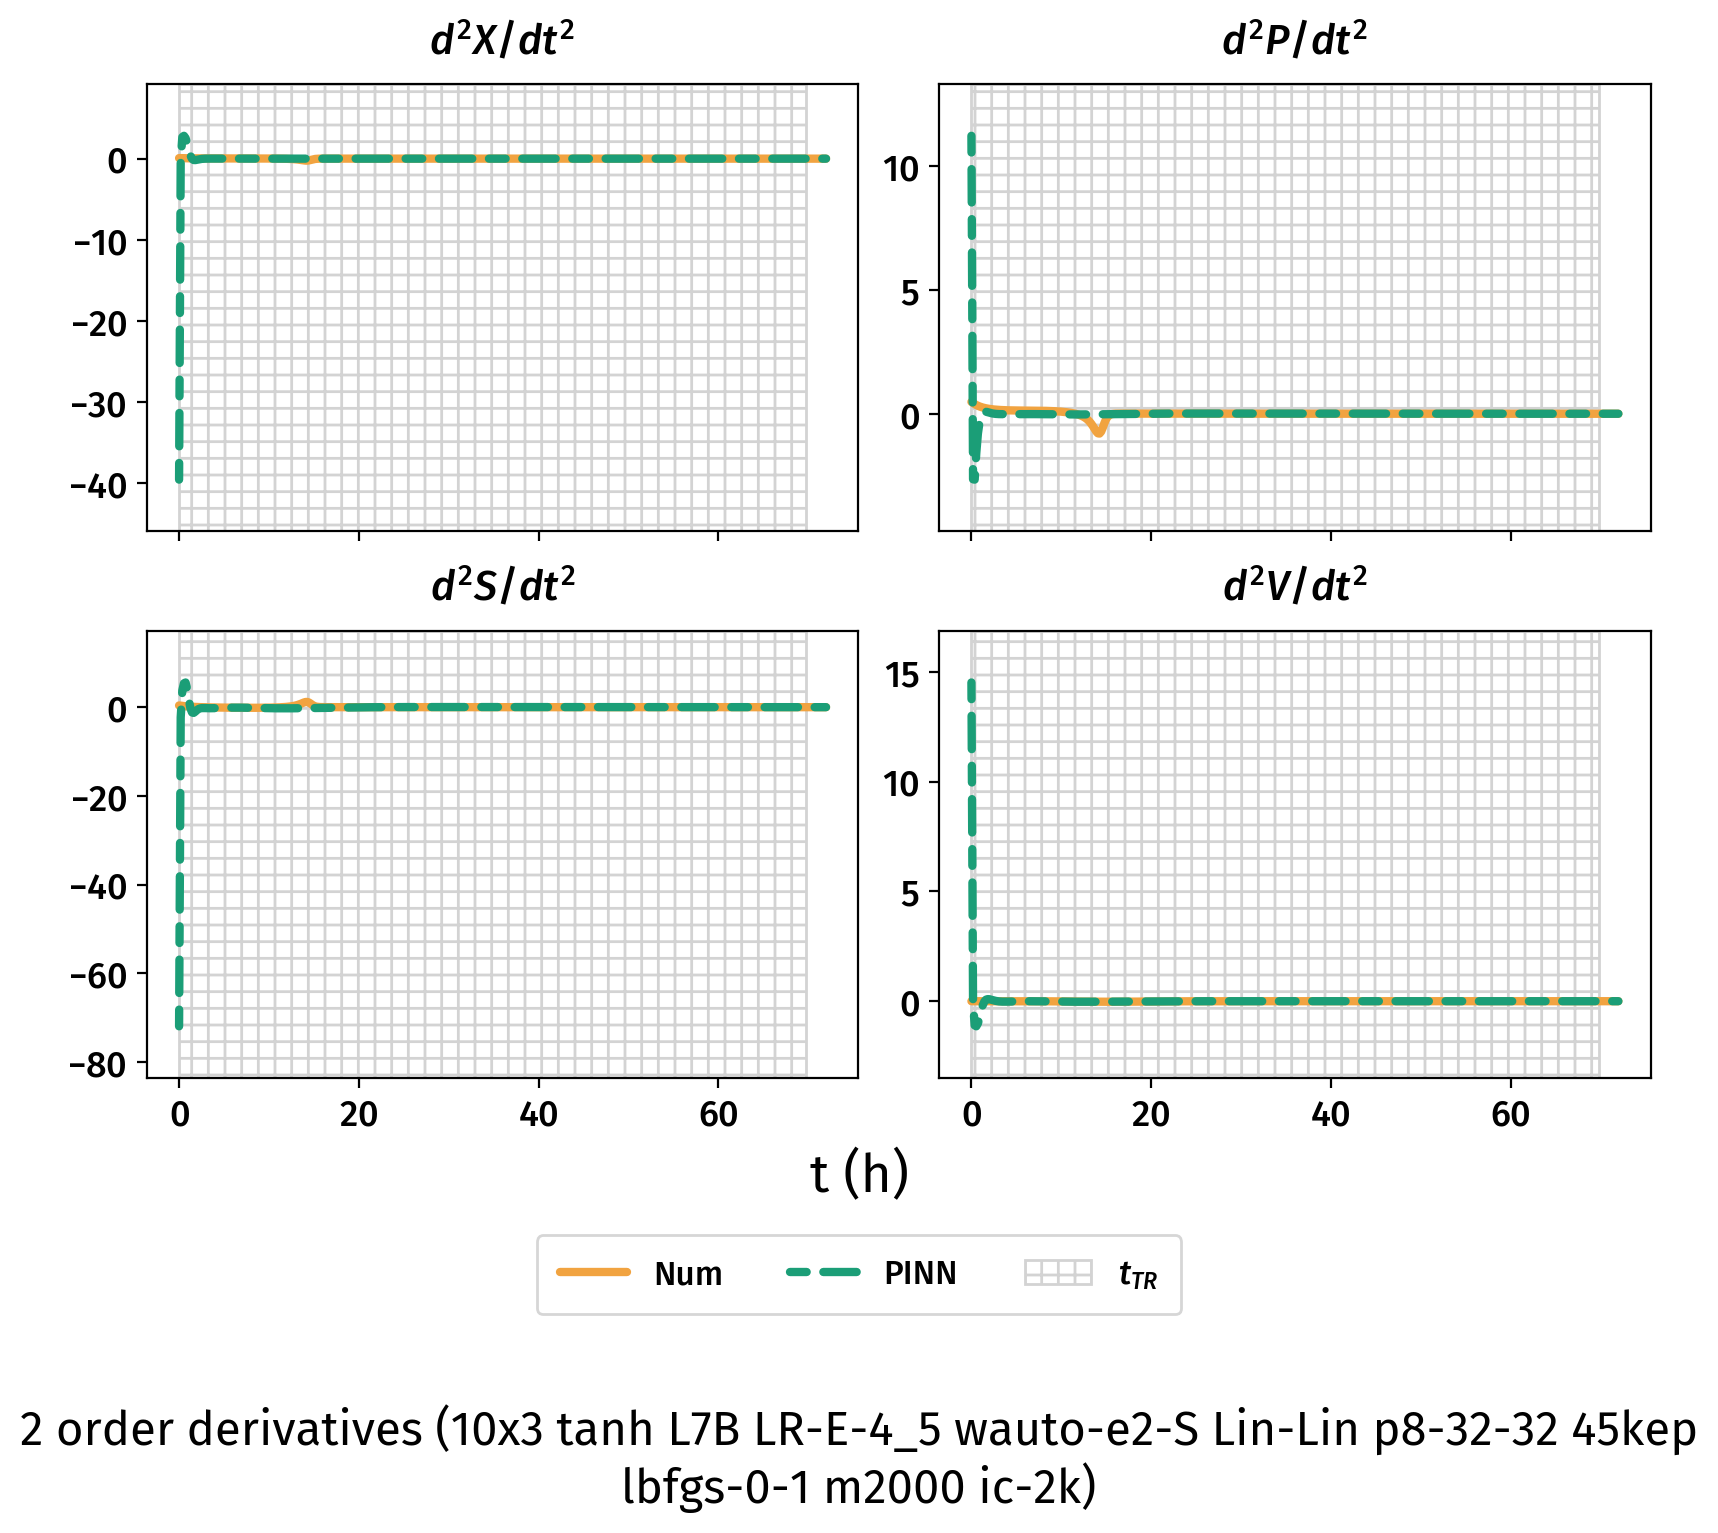 d²X/dt² d²P/dt²
0
−10
−20
−30
−40
10
5
0
d²S/dt² d²V/dt²
0
−20
−40
−60
−80
15
10
5
0
0 20 40 60
0 20 40 60
t (h)
Num PINN t_TR
2 order derivatives (10x3 tanh L7B LR-E-4_5 wauto-e2-S Lin-Lin p8-32-32 45kep
lbfgs-0-1 m2000 ic-2k)